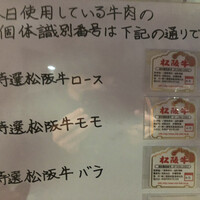 日使用している牛肉の
個体識別番号は下記の通りで
特選松阪牛ロース
松阪牛
特選松阪牛モモ
松阪牛
特選松阪牛バラ
松阪牛